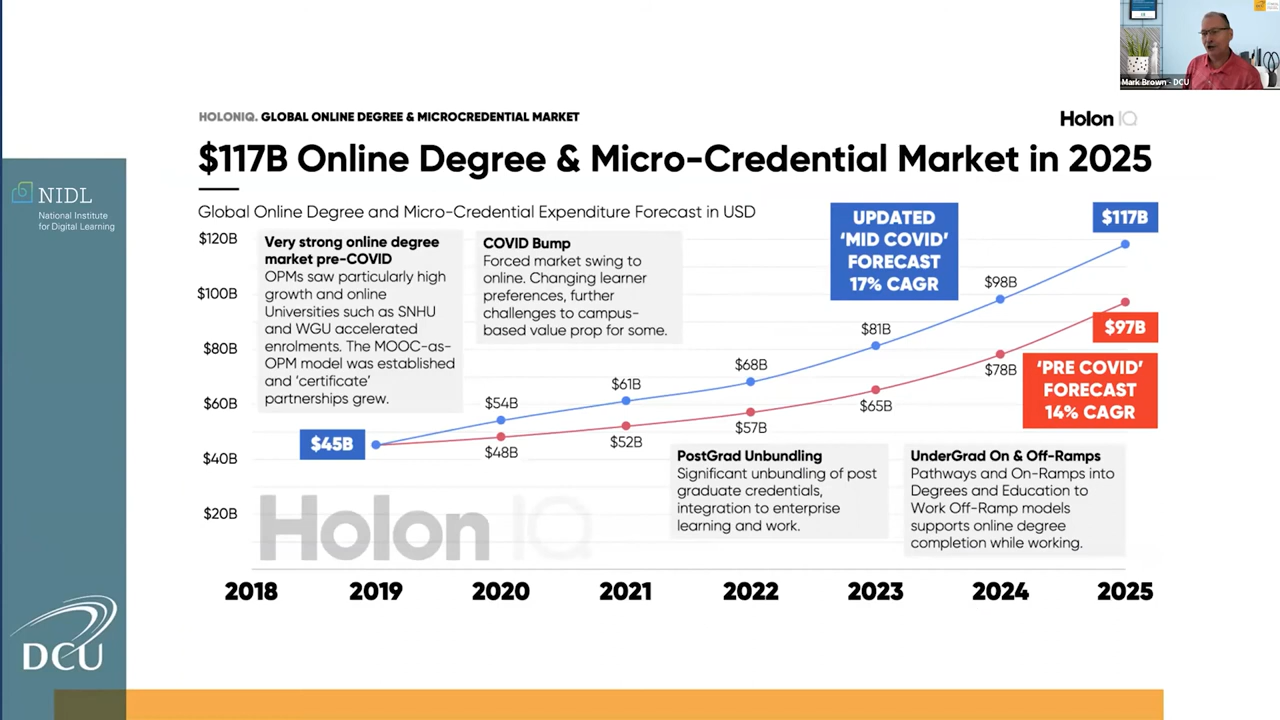 Mark Brown - DCU
HOLONIQ. GLOBAL ONLINE DEGREE & MICROCREDENTIAL MARKET
Holon IQ
$117B Online Degree & Micro-Credential Market in 2025
NIDL
National Institute
for Digital Learning
Global Online Degree and Micro-Credential Expenditure Forecast in USD
$120B
$100B
$80B
$60B
$40B
$20B
Very strong online degree
market pre-COVID
OPMs saw particularly high
growth and online
Universities such as SNHU
and WGU accelerated
enrolments. The MOOC-as-
OPM model was established
and ‘certificate’
partnerships grew.
COVID Bump
Forced market swing to
online. Changing learner
preferences, further
challenges to campus-
based value prop for some.
UPDATED
‘MID COVID’
FORECAST
17% CAGR
$117B
$98B
$81B
$68B
$61B
$54B
$45B
$48B
$52B
$57B
$65B
$78B
$97B
‘PRE COVID’
FORECAST
14% CAGR
PostGrad Unbundling
Significant unbundling of post
graduate credentials,
integration to enterprise
learning and work.
UnderGrad On & Off-Ramps
Pathways and On-Ramps into
Degrees and Education to
Work Off-Ramp models
supports online degree
completion while working.
Holon IQ
2018 2019 2020 2021 2022 2023 2024 2025
DCU